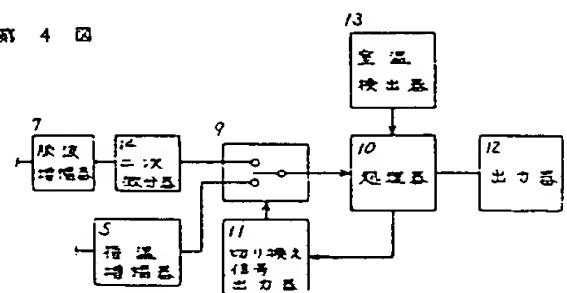 第 4 図
13
室温
検出器
7
脈波
増幅器
14
二次
微分器
9
10
処理器
12
出力器
5
指温
増幅器
11
切り換え
信号
出力器